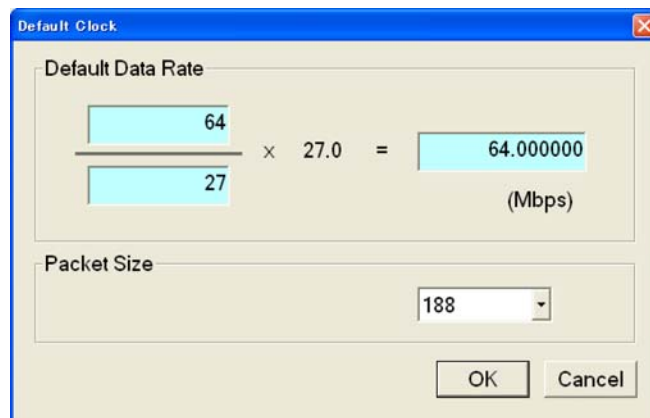 Default Clock
Default Data Rate
64
27
× 27.0 =
64.000000
(Mbps)
Packet Size
188
OK
Cancel